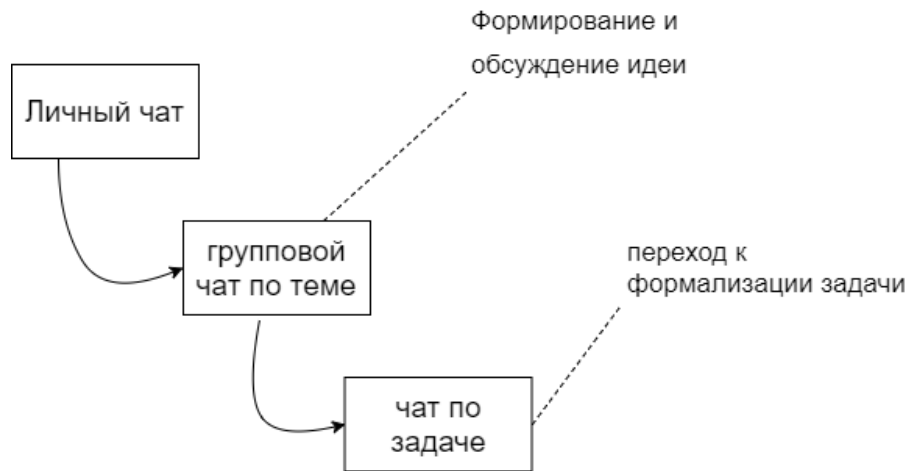 Формирование и
обсуждение идеи
Личный чат
групповой
чат по теме
переход к
формализации задачи
чат по
задаче